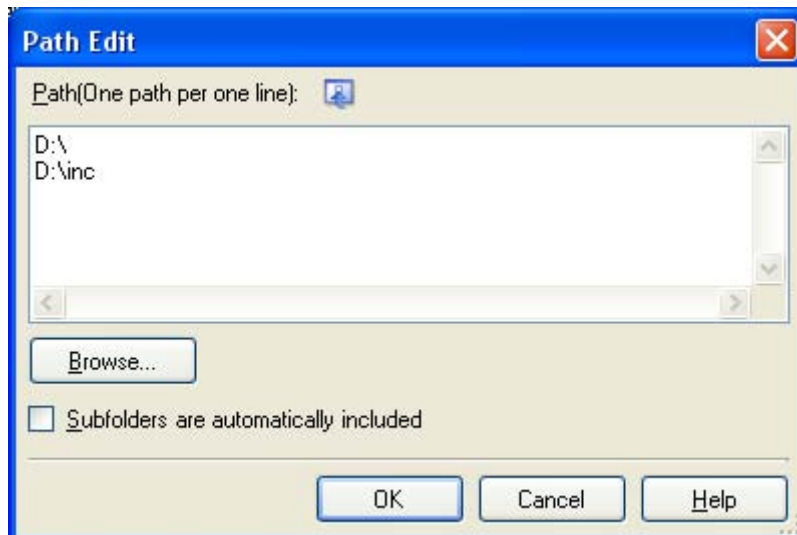 Path Edit
Path(One path per one line):
D:\
D:\inc
Browse...
Subfolders are automatically included
OK Cancel Help